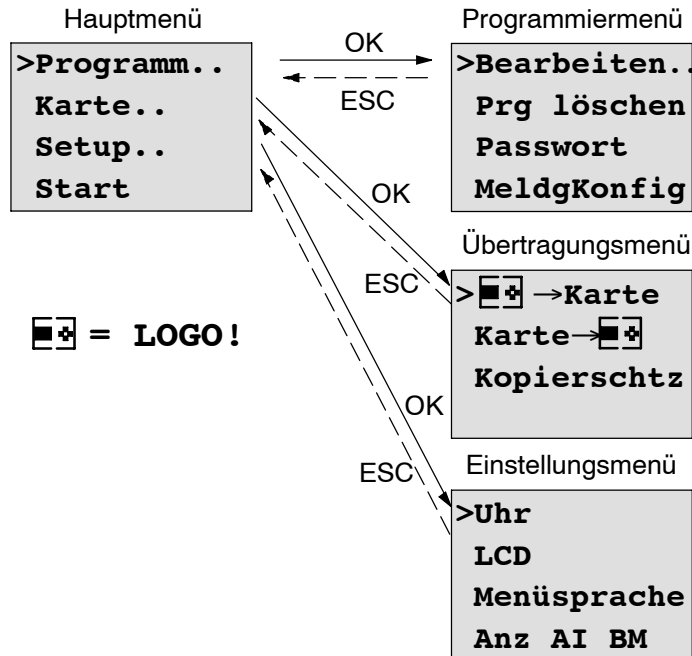 Hauptmenü
>Programm..
Karte..
Setup..
Start
OK
ESC
Programmiermenü
>Bearbeiten..
Prg löschen
Passwort
MeldgKonfig
OK
ESC
Übertragungsmenü
> →Karte
Karte→
Kopierschtz
= LOGO!
OK
ESC
Einstellungsmenü
>Uhr
LCD
Menüsprache
Anz AI BM